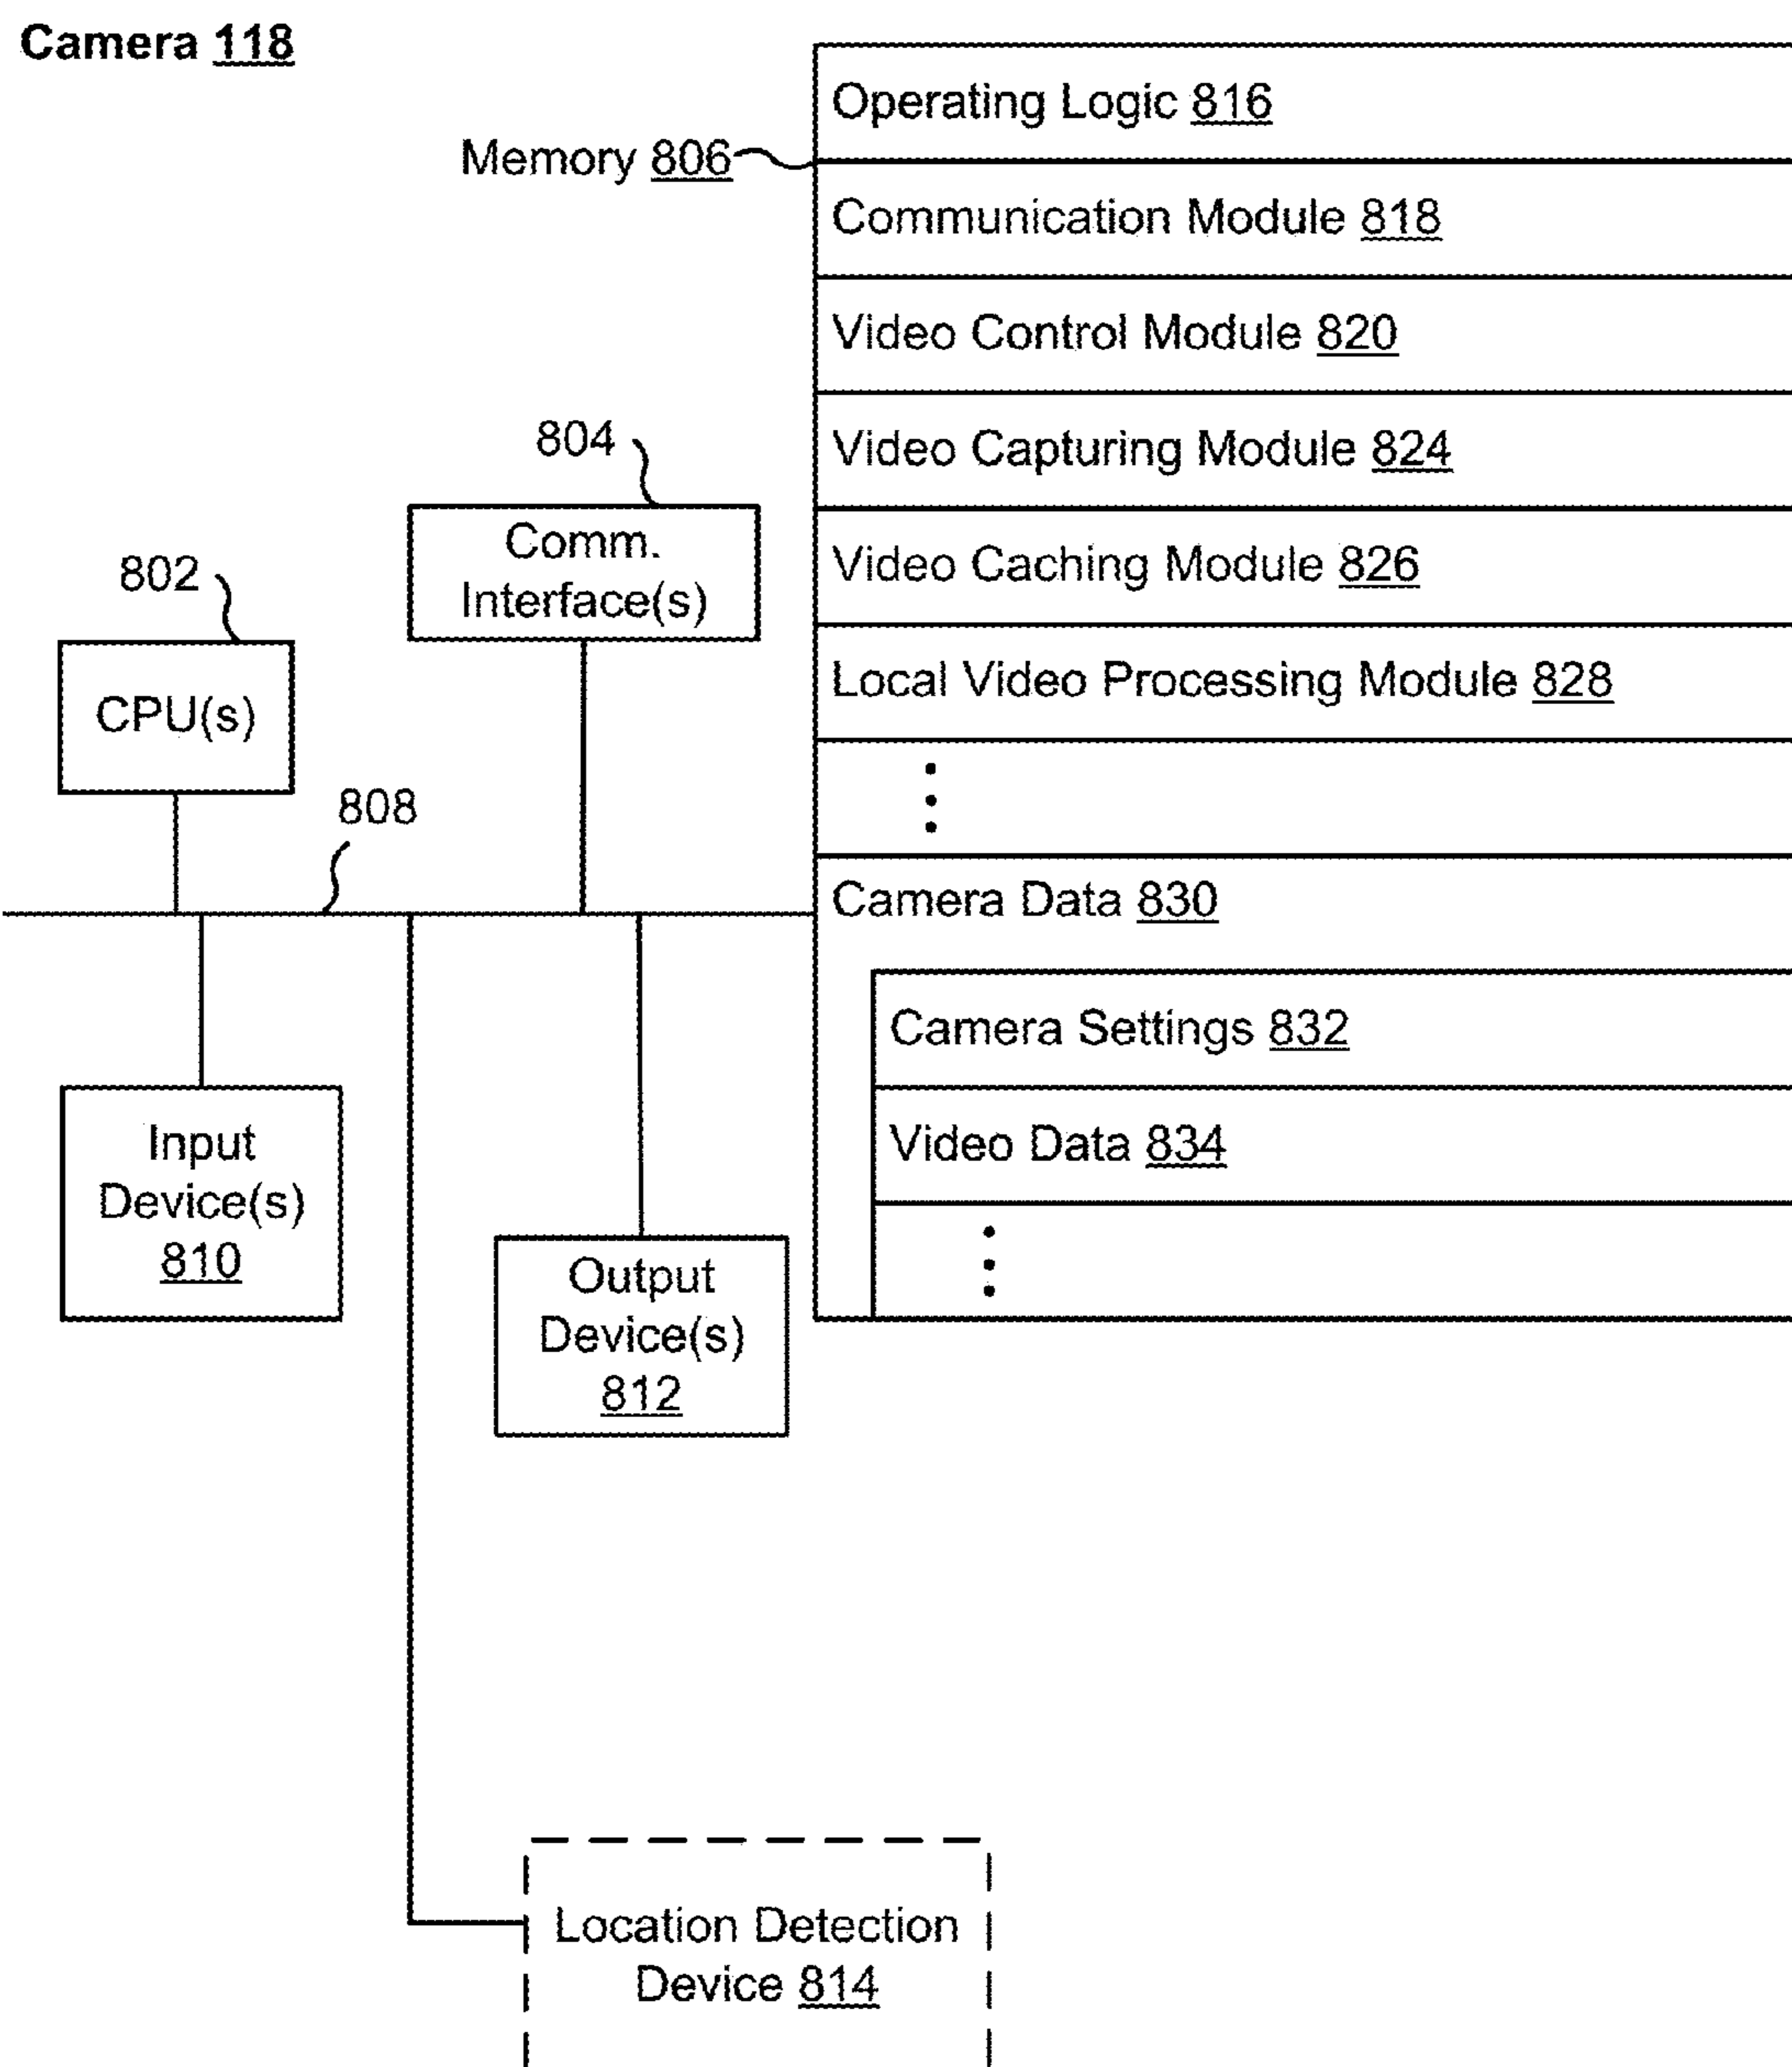 Camera 118
Operating Logic 816
Memory 806
Communication Module 818
Video Control Module 820
804
Video Capturing Module 824
Comm.
Interface(s)
Video Caching Module 826
802
CPU(s)
Local Video Processing Module 828
808
Camera Data 830
Camera Settings 832
Video Data 834
Input
Device(s)
810
Output
Device(s)
812
Location Detection
Device 814